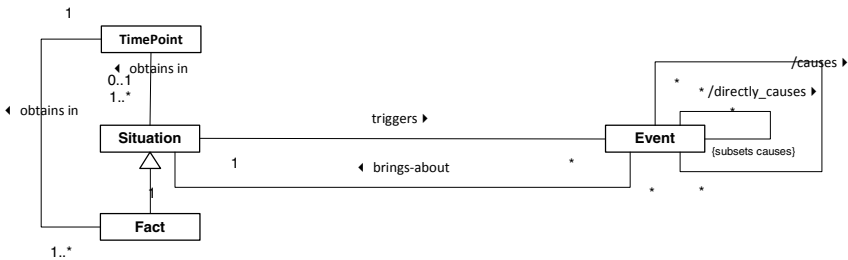 1
TimePoint
◀ obtains in
/causes ▶
0..1
*
* /directly_causes ▶
1..*
◀ obtains in
*
triggers ▶
Situation
Event
{subsets causes}
1
◀ brings-about
*
1
*
*
Fact
1..*